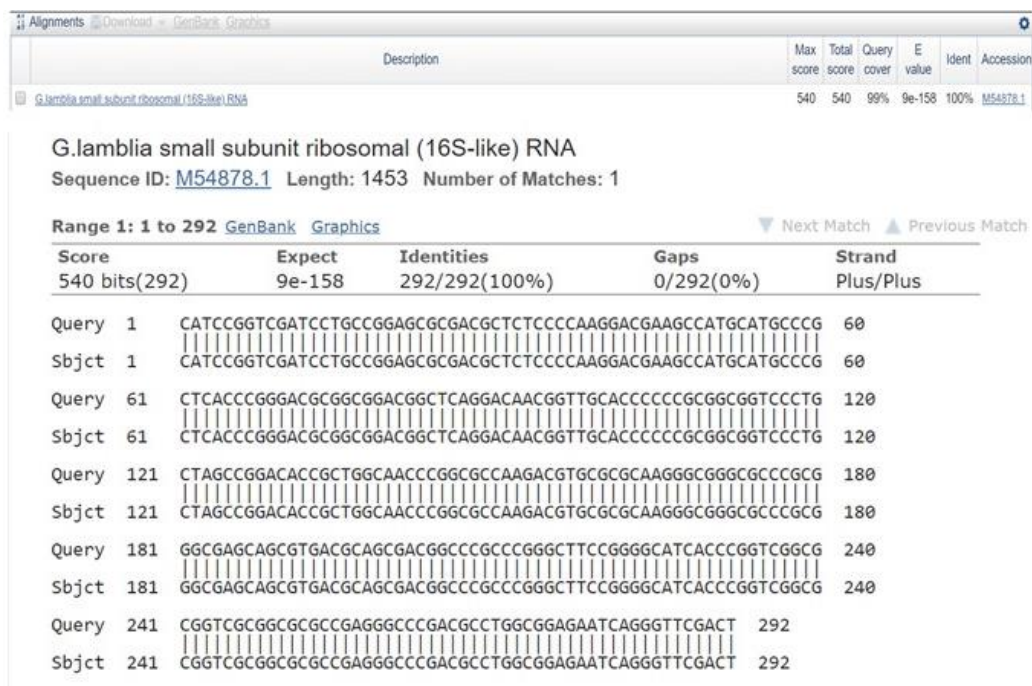 Alignments Download GenBank Graphics
Description Max score Total score Query cover E value Ident Accession
G.lamblia small subunit ribosomal (16S-like) RNA 540 540 99% 9e-158 100% M54878.1
G.lamblia small subunit ribosomal (16S-like) RNA
Sequence ID: M54878.1 Length: 1453 Number of Matches: 1
Range 1: 1 to 292 GenBank Graphics Next Match Previous Match
Score Expect Identities Gaps Strand
540 bits(292) 9e-158 292/292(100%) 0/292(0%) Plus/Plus
Query 1 CATCCGGTCGATCCTGCCGGAGCGCGACGCTCTCCCCAAGGACGAAGCCATGCATGCCCG 60
Sbjct 1 CATCCGGTCGATCCTGCCGGAGCGCGACGCTCTCCCCAAGGACGAAGCCATGCATGCCCG 60
Query 61 CTCACCCGGGACGCGGCGGACGGCTCAGGACAACGGTTGCACCCCCCGCGGCGGTCCCTG 120
Sbjct 61 CTCACCCGGGACGCGGCGGACGGCTCAGGACAACGGTTGCACCCCCCGCGGCGGTCCCTG 120
Query 121 CTAGCCGGACACCGCTGGCAACCCGGCGCCAAGACGTGCGCGCAAGGGCGGGCGCCCGCG 180
Sbjct 121 CTAGCCGGACACCGCTGGCAACCCGGCGCCAAGACGTGCGCGCAAGGGCGGGCGCCCGCG 180
Query 181 GGCGAGCAGCGTGACGCAGCGACGGCCCGCCCGGGCTTCCGGGGCATCACCCGGTCGGCG 240
Sbjct 181 GGCGAGCAGCGTGACGCAGCGACGGCCCGCCCGGGCTTCCGGGGCATCACCCGGTCGGCG 240
Query 241 CGGTCGCGGCGCGCCGAGGGCCCGACGCCTGGCGGAGAATCAGGGTTCGACT 292
Sbjct 241 CGGTCGCGGCGCGCCGAGGGCCCGACGCCTGGCGGAGAATCAGGGTTCGACT 292